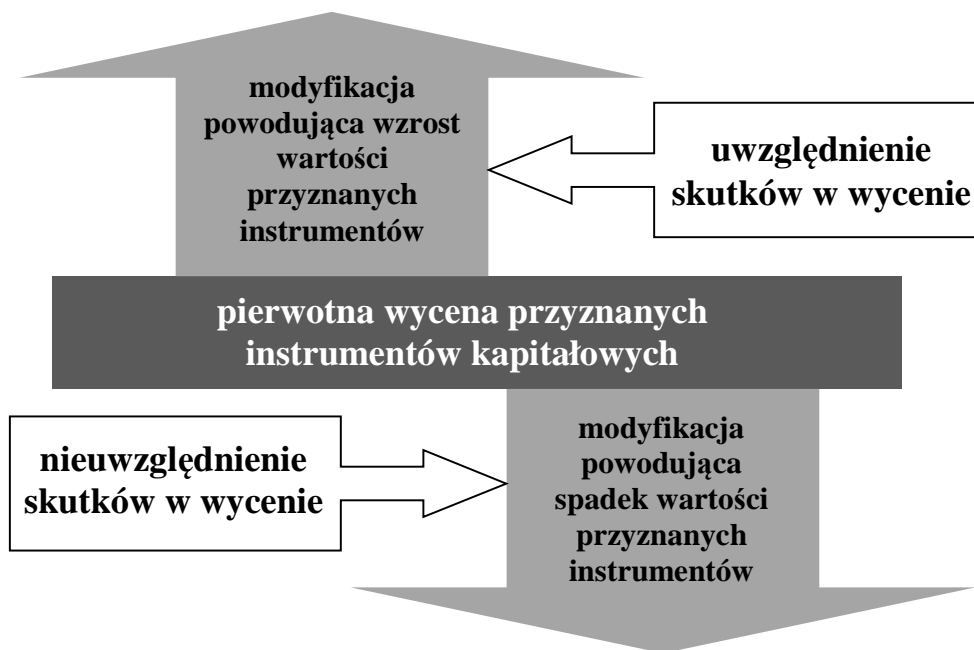 modyfikacja
powodująca wzrost
wartości
przyznanych
instrumentów
uwzględnienie
skutków w wycenie
pierwotna wycena przyznanych
instrumentów kapitałowych
nieuwzględnienie
skutków w wycenie
modyfikacja
powodująca
spadek wartości
przyznanych
instrumentów